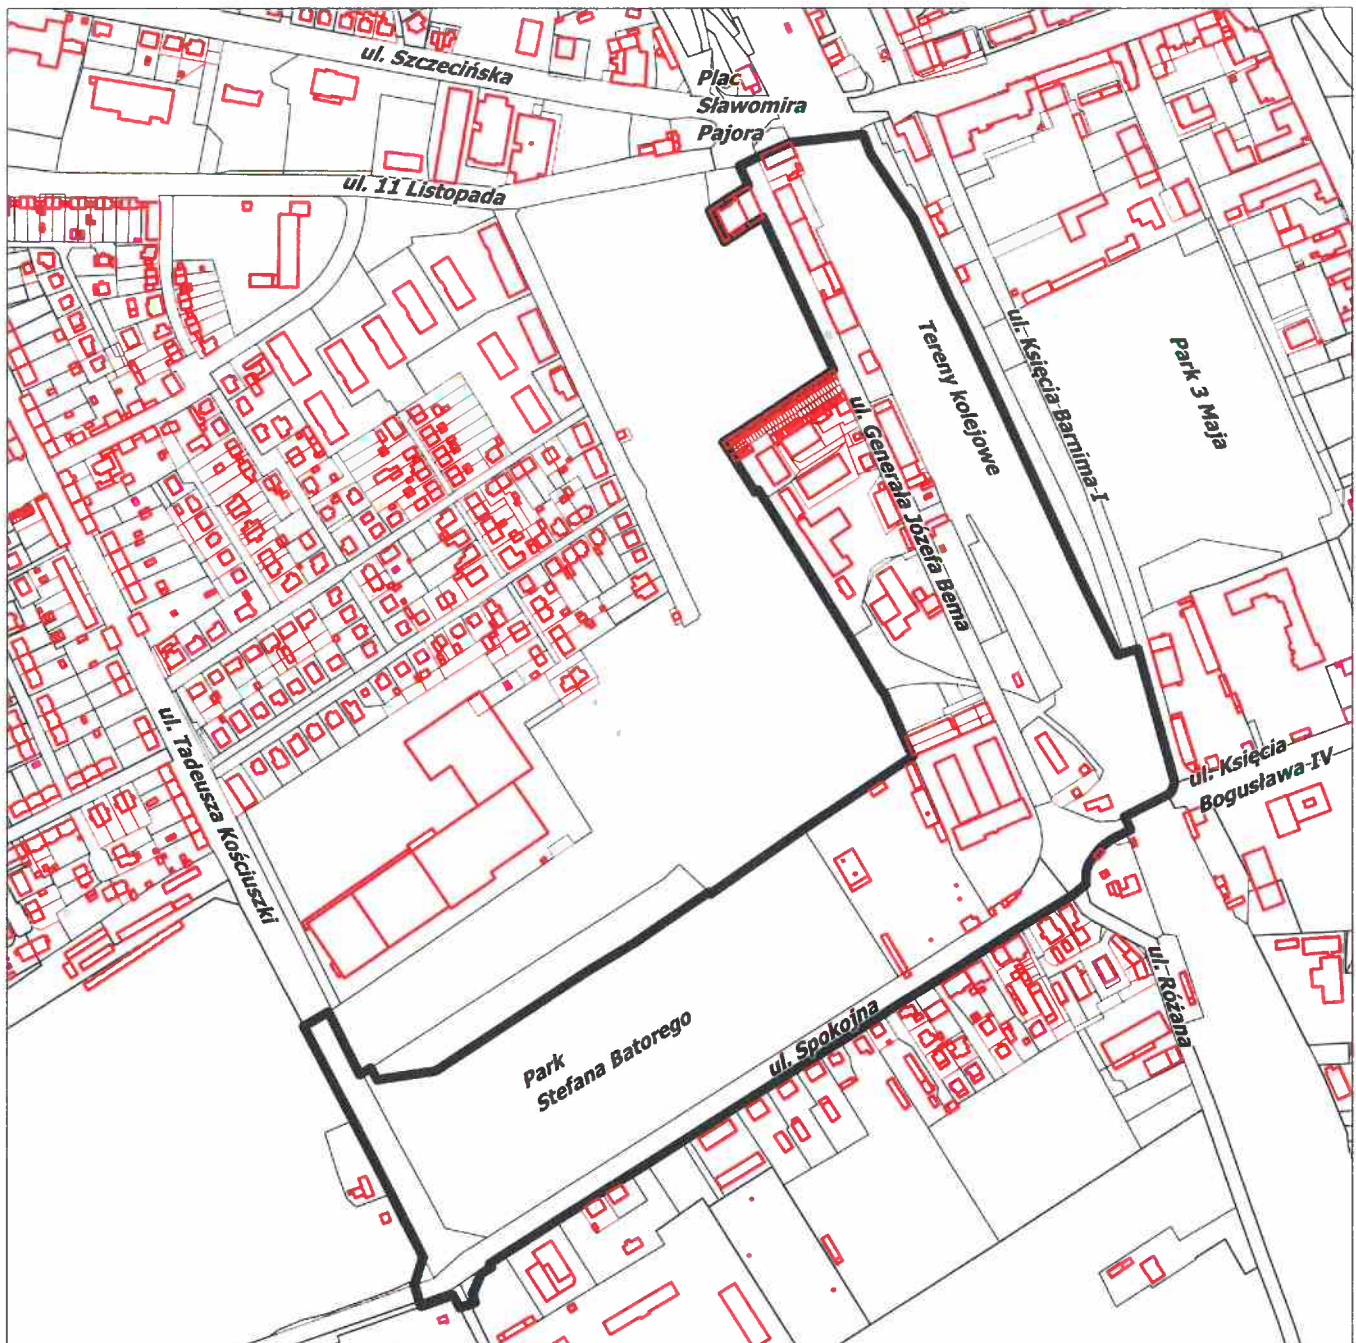 ul. Szczecińska
Plac
Sławomira
Pajora
ul. 11 Listopada
Tereny kolejowe
ul. Księcia Barnima I
Park 3 Maja
ul. Generała Józefa Bema
ul. Tadeusza Kościuszki
ul. Księcia
Bogusława IV
ul. Różana
ul. Spokojna
Park
Stefana Batorego